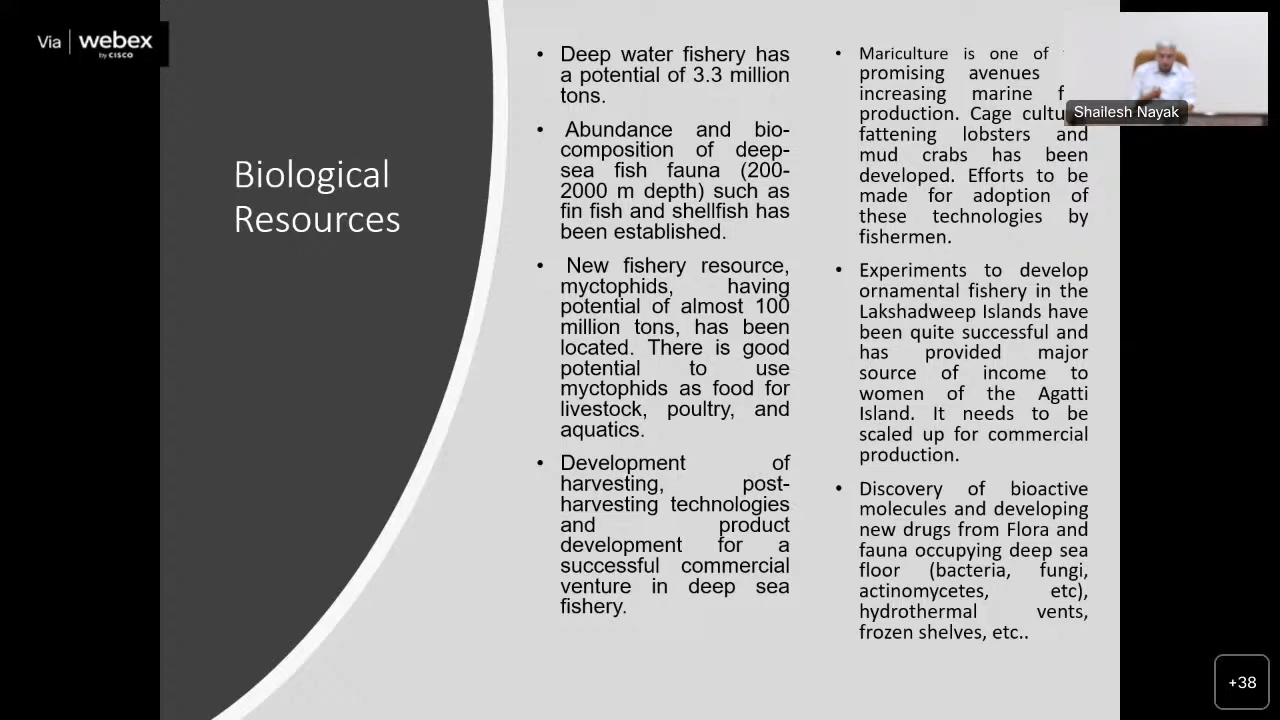 Via | webex
by CISCO
Biological
Resources
• Deep water fishery has
a potential of 3.3 million
tons.
• Abundance and bio-
composition of deep-
sea fish fauna (200-
2000 m depth) such as
fin fish and shellfish has
been established.
• New fishery resource,
myctophids, having
potential of almost 100
million tons, has been
located. There is good
potential to use
myctophids as food for
livestock, poultry, and
aquatics.
• Development of
harvesting, post-
harvesting technologies
and product
development for a
successful commercial
venture in deep sea
fishery.
• Mariculture is one of
promising avenues
increasing marine
production. Cage
fattening lobsters and
mud crabs has been
developed. Efforts to be
made for adoption of
these technologies by
fishermen.
• Experiments to develop
ornamental fishery in the
Lakshadweep Islands have
been quite successful and
has provided major
source of income to
women of the Agatti
Island. It needs to be
scaled up for commercial
production.
• Discovery of bioactive
molecules and developing
new drugs from Flora and
fauna occupying deep sea
floor (bacteria, fungi,
actinomycetes, etc),
hydrothermal vents,
frozen shelves, etc..
Shailesh Nayak
+38